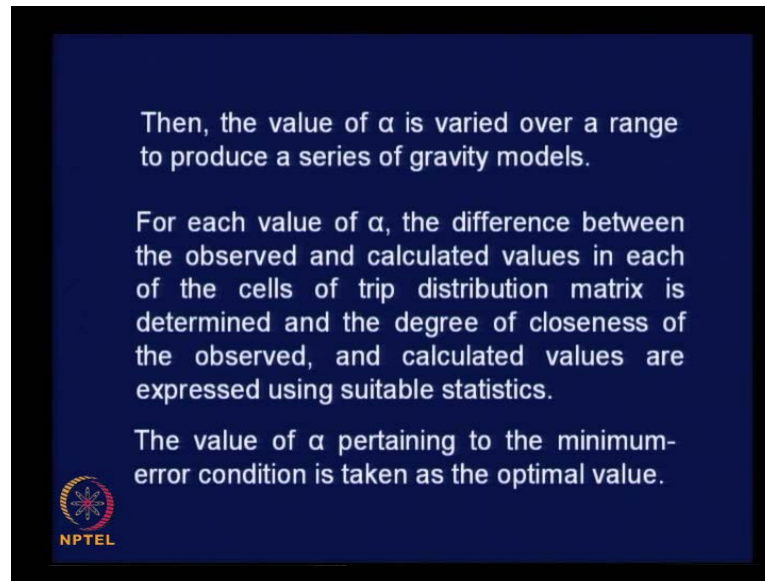 Then, the value of α is varied over a range
to produce a series of gravity models.
For each value of α, the difference between
the observed and calculated values in each
of the cells of trip distribution matrix is
determined and the degree of closeness of
the observed, and calculated values are
expressed using suitable statistics.
The value of α pertaining to the minimum-
error condition is taken as the optimal value.
NPTEL